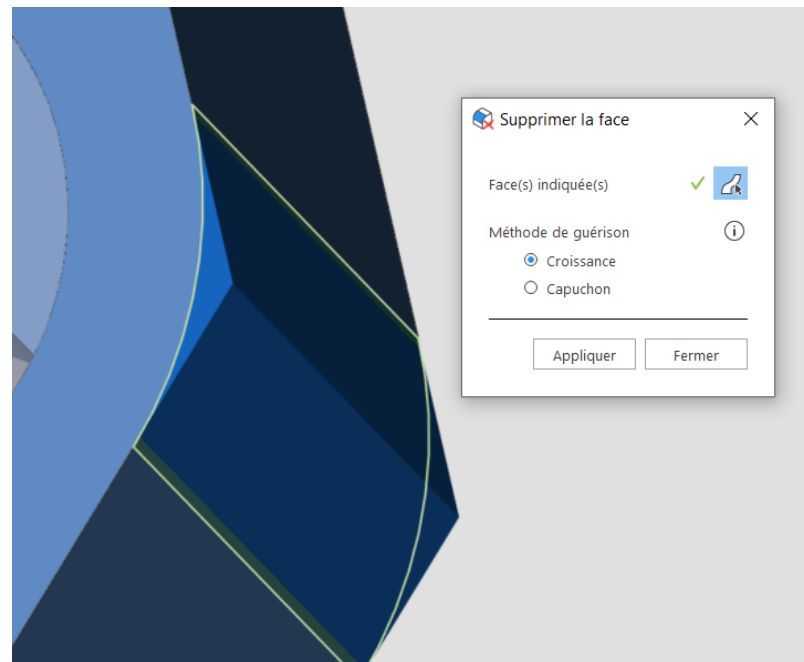 Supprimer la face
Face(s) indiquée(s)
Méthode de guérison
Croissance
Capuchon
Appliquer
Fermer